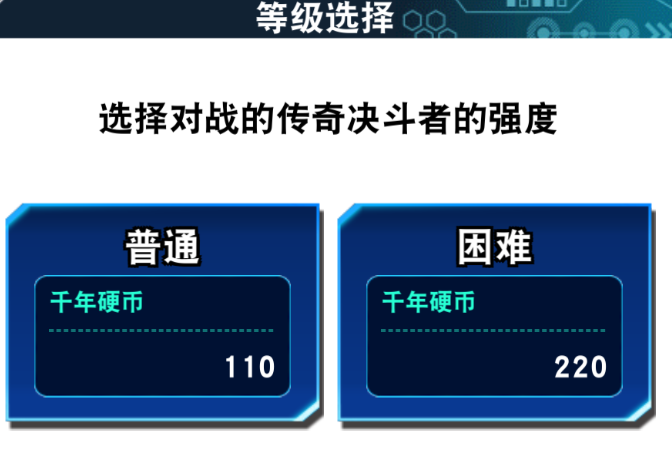 等级选择
选择对战的传奇决斗者的强度
普通
千年硬币
110
困难
千年硬币
220